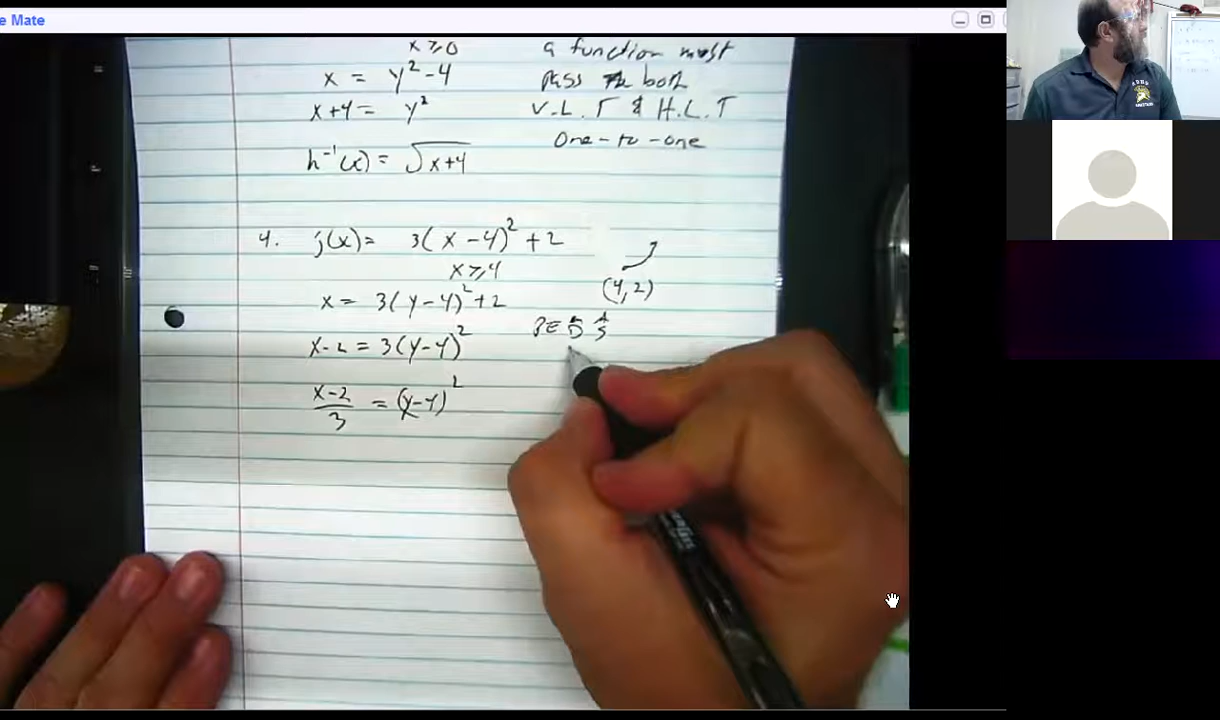 e Mate
x ≥ 0
x = y² - 4
x+4 = y²
h⁻¹(x) = √x+4
a function must
pass both
V.L.T & H.L.T
One-to-one
4. j(x) = 3(x-4)² + 2
x ≥ 4
(4,2)
x = 3(y-4)² + 2
PE M A
D S
x-2 = 3(y-4)²
x-2
3
= (y-4)²